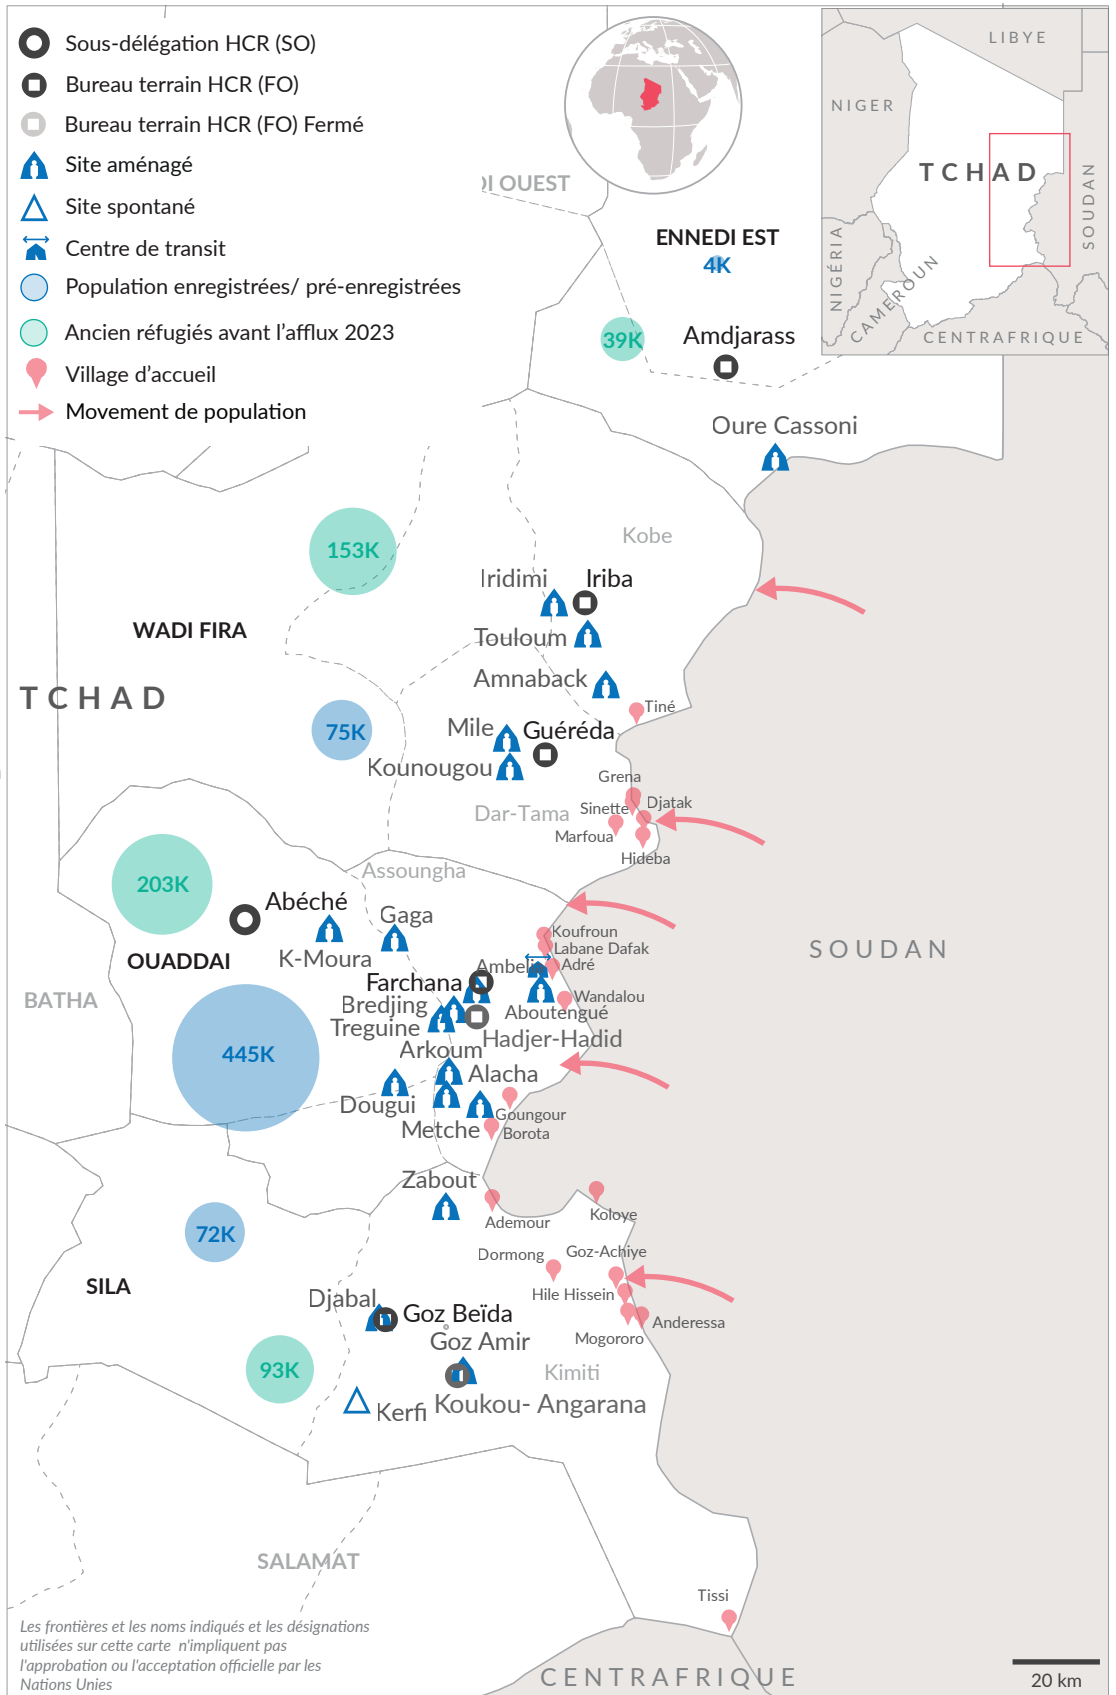 Sous-délégation HCR (SO)
Bureau terrain HCR (FO)
Bureau terrain HCR (FO) Fermé
Site aménagé
Site spontané
Centre de transit
Population enregistrées/ pré-enregistrées
Ancien réfugiés avant l'afflux 2023
Village d'accueil
Movement de population
LIBYE
NIGER
TCHAD
SOUDAN
NIGÉRIA
CAMEROUN
CENTRAFRIQUE
DI OUEST
ENNEDI EST
4K
39K
Amdjarass
Oure Cassoni
153K
Kobe
Iridimi
Iriba
WADI FIRA
Touloum
Amnaback
TCHAD
Tiné
75K
Mile
Guéréda
Kounougou
Grena
Dar-Tama
Sinette
Djatak
Marfoua
Hideba
Assoungha
203K
Abéché
Gaga
Koufroun
Labane Dafak
OUADDAI
K-Moura
Ambelia
Adré
SOUDAN
BATHA
Farchana
Wandalou
Bredjing
Aboutengué
Treguine
Hadjer-Hadid
445K
Arkoum
Alacha
Dougui
Goungour
Metche
Borota
Zabout
Ademour
Koloye
72K
Dormong
Goz-Achiye
SILA
Hile Hissein
Djabal
Goz Beïda
Anderessa
Goz Amir
Mogororo
93K
Kimiti
Kerfi
Koukou- Angarana
SALAMAT
Tissi
Les frontières et les noms indiqués et les désignations
utilisées sur cette carte n'impliquent pas
l'approbation ou l'acceptation officielle par les
Nations Unies
CENTRAFRIQUE
20 km